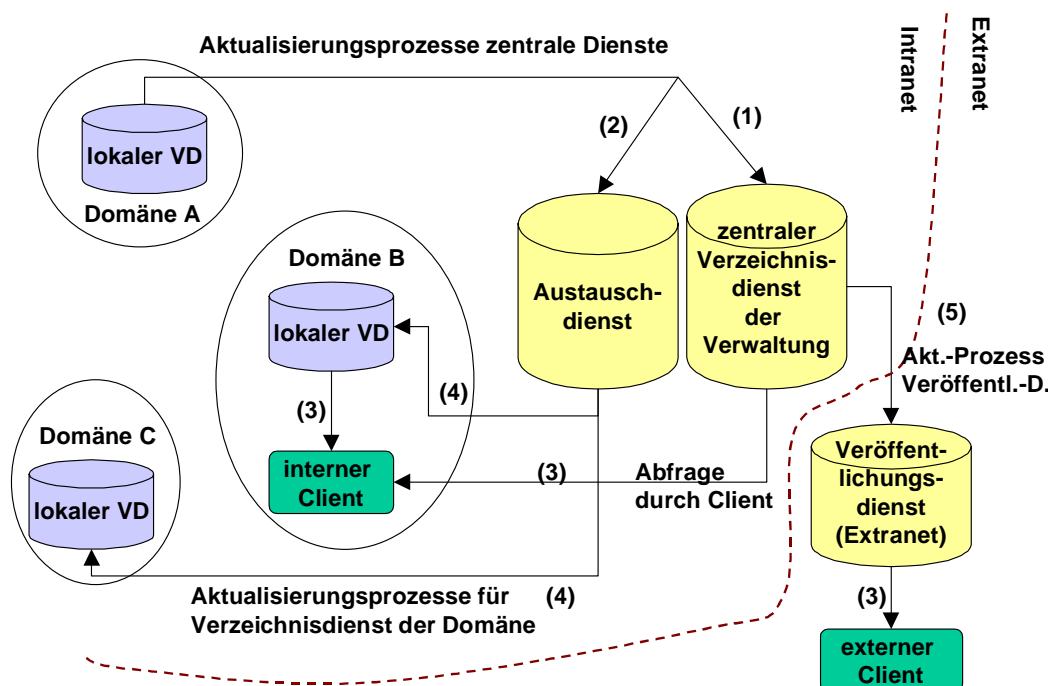 Aktualisierungsprozesse zentrale Dienste
Intranet
Extranet
(2)
(1)
lokaler VD
Domäne A
Domäne B
lokaler VD
Austausch-
dienst
zentraler
Verzeichnis-
dienst
der
Verwaltung
(5)
Akt.-Prozess
Veröffentl.-D.
(4)
(3)
interner
Client
(3)
Abfrage
durch Client
Domäne C
lokaler VD
Veröffent-
lichungs-
dienst
(Extranet)
Aktualisierungsprozesse für
Verzeichnisdienst der Domäne
(4)
(3)
externer
Client